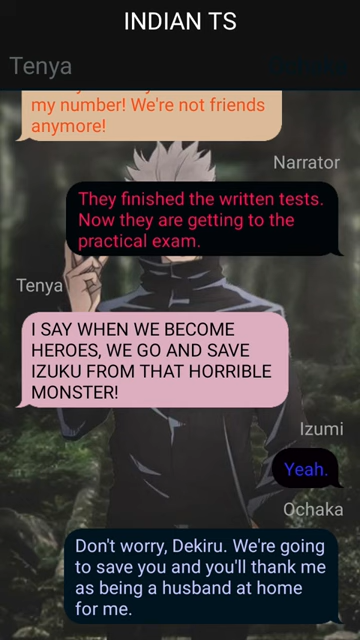 INDIAN TS
Tenya
my number! We're not friends
anymore!
Narrator
They finished the written tests.
Now they are getting to the
practical exam.
Tenya
I SAY WHEN WE BECOME
HEROES, WE GO AND SAVE
IZUKU FROM THAT HORRIBLE
MONSTER!
Izumi
Yeah.
Ochaka
Don't worry, Dekiru. We're going
to save you and you'll thank me
as being a husband at home
for me.